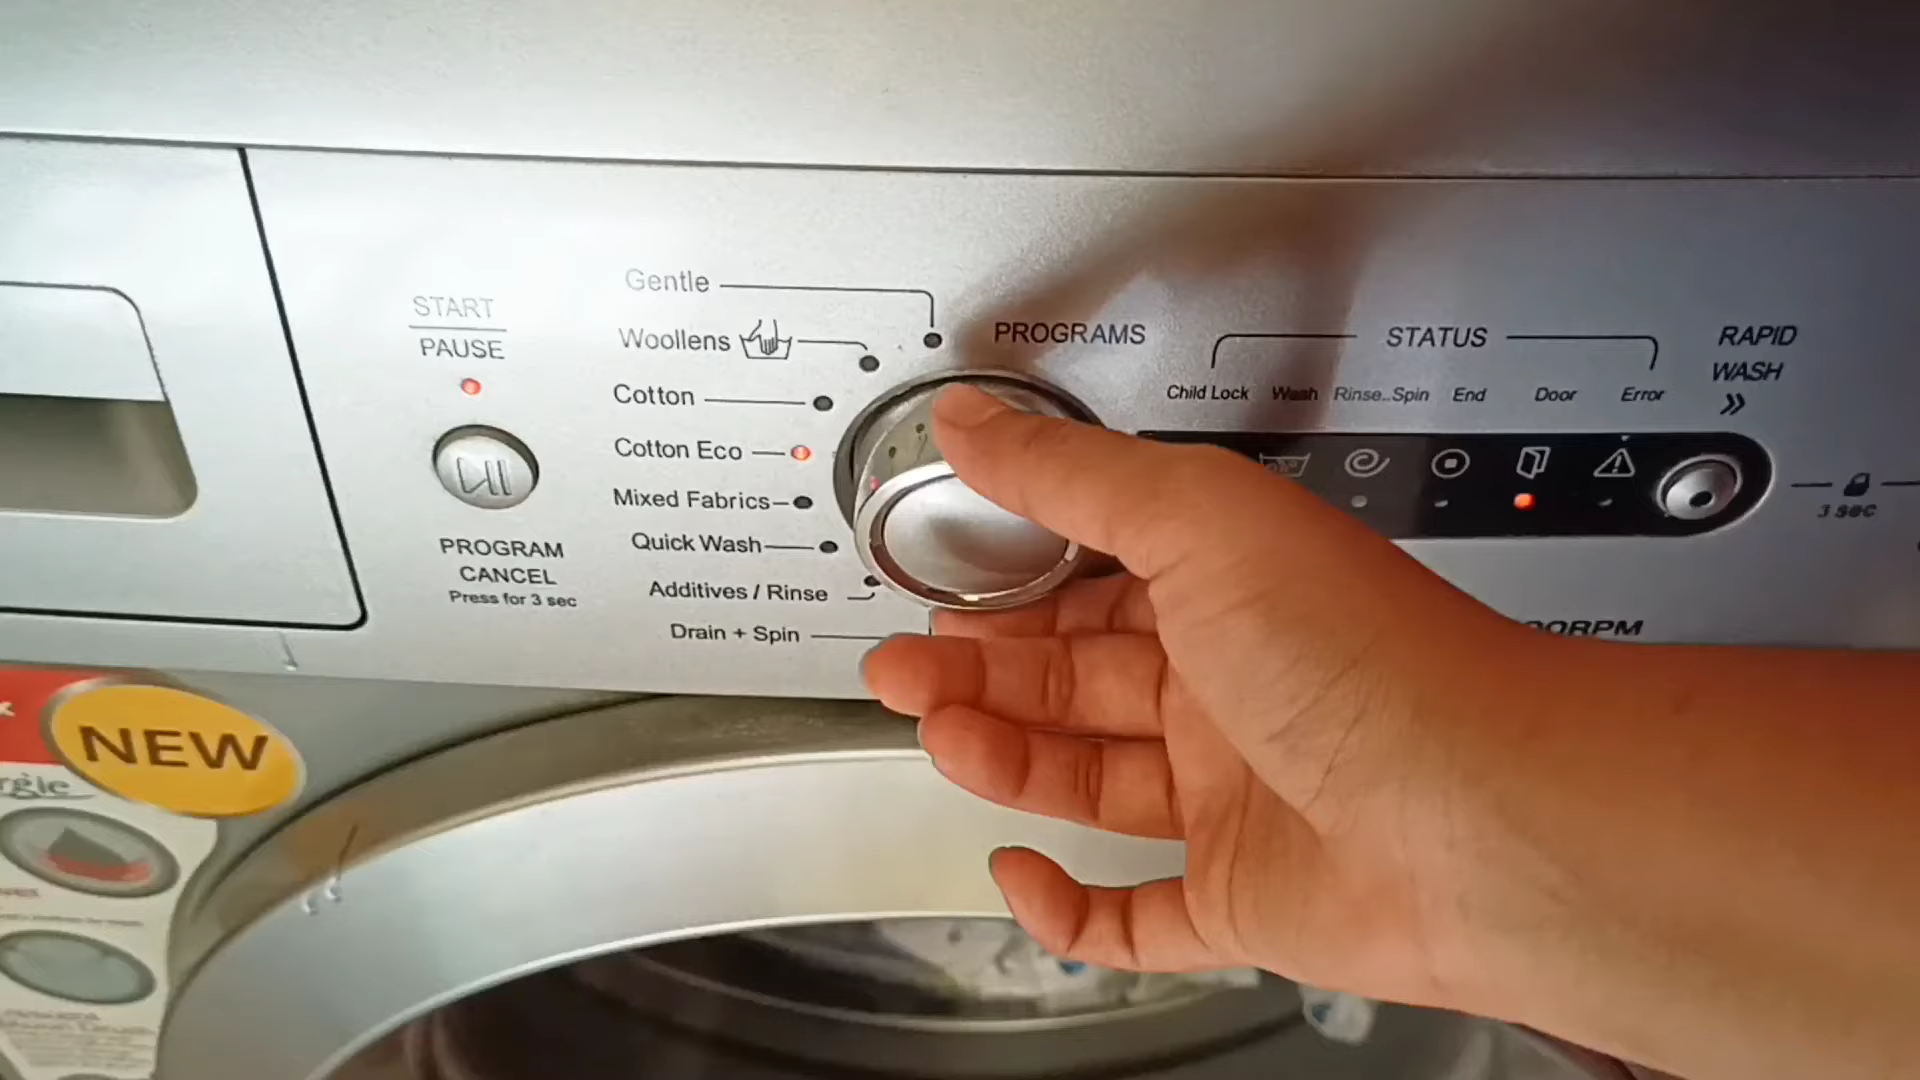 START
PAUSE
PROGRAM
CANCEL
Press for 3 sec
Gentle
Woollens
Cotton
Cotton Eco
Mixed Fabrics
Quick Wash
Additives / Rinse
Drain + Spin
PROGRAMS
STATUS
Child Lock Wash Rinse..Spin End Door Error
RAPID
WASH
3 sec
RPM
NEW